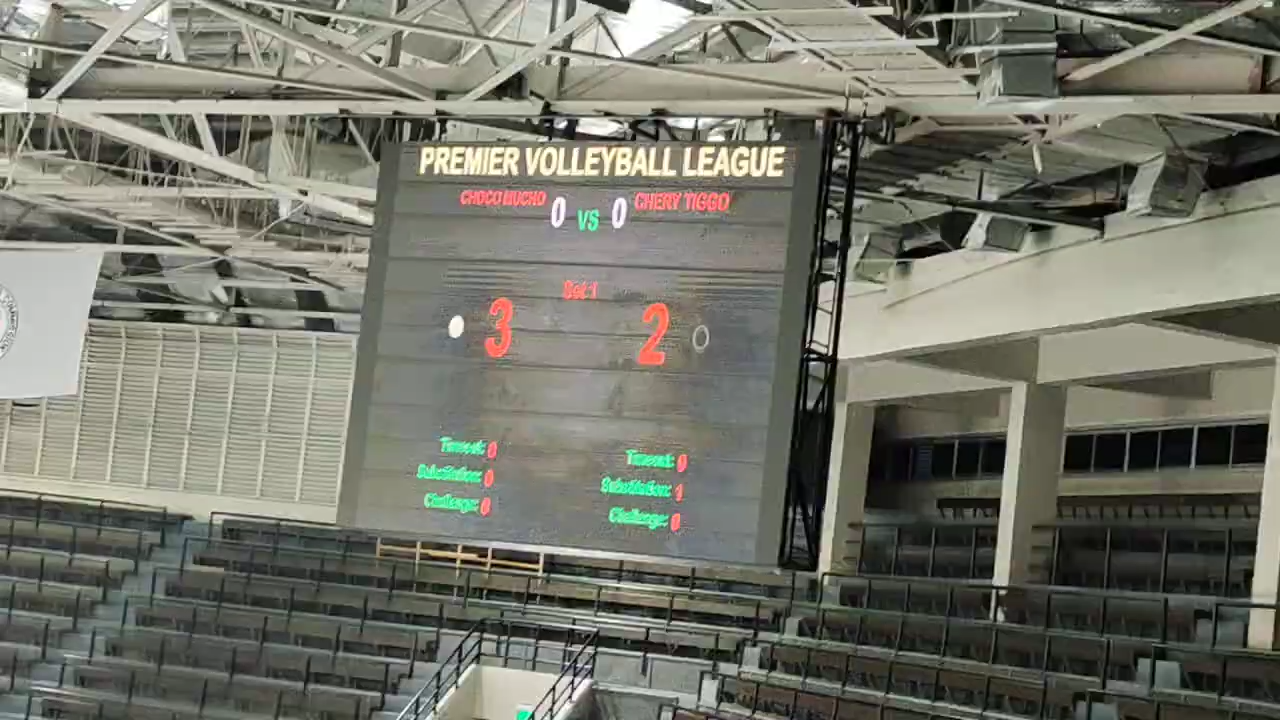 PREMIER VOLLEYBALL LEAGUE
CHOCO MUCHO 0 VS 0 CHERY TIGGO
Set 1
3 2
Timeout: 0 Timeout: 0
Substitution: 0 Substitution: 1
Challenge: 0 Challenge: 0